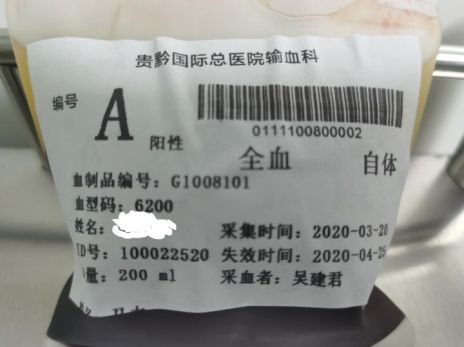 贵黔国际总医院输血科
编号
A 阳性
0111100800002
全血 自体
血制品编号: G1008101
血型码: 6200
姓名: 采集时间: 2020-03-20
ID号: 100022520 失效时间: 2020-04-25
量: 200 ml 采血者: 吴建君